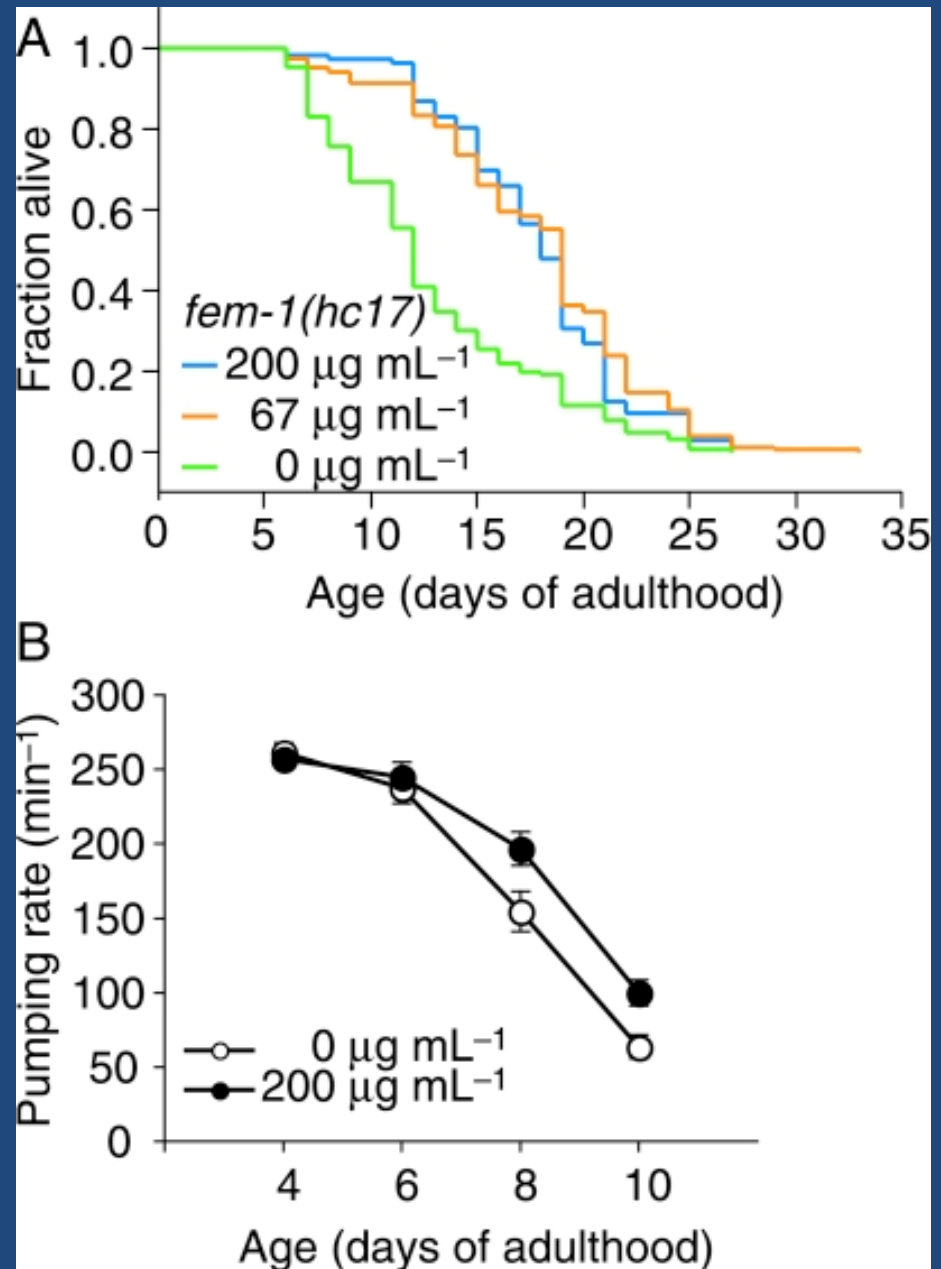 A
Fraction alive
1.0
0.8
0.6
0.4
0.2
0.0
fem-1(hc17)
200 μg mL⁻¹
67 μg mL⁻¹
0 μg mL⁻¹
0 5 10 15 20 25 30 35
Age (days of adulthood)
B
Pumping rate (min⁻¹)
300
250
200
150
100
50
0
0 μg mL⁻¹
200 μg mL⁻¹
4 6 8 10
Age (days of adulthood)